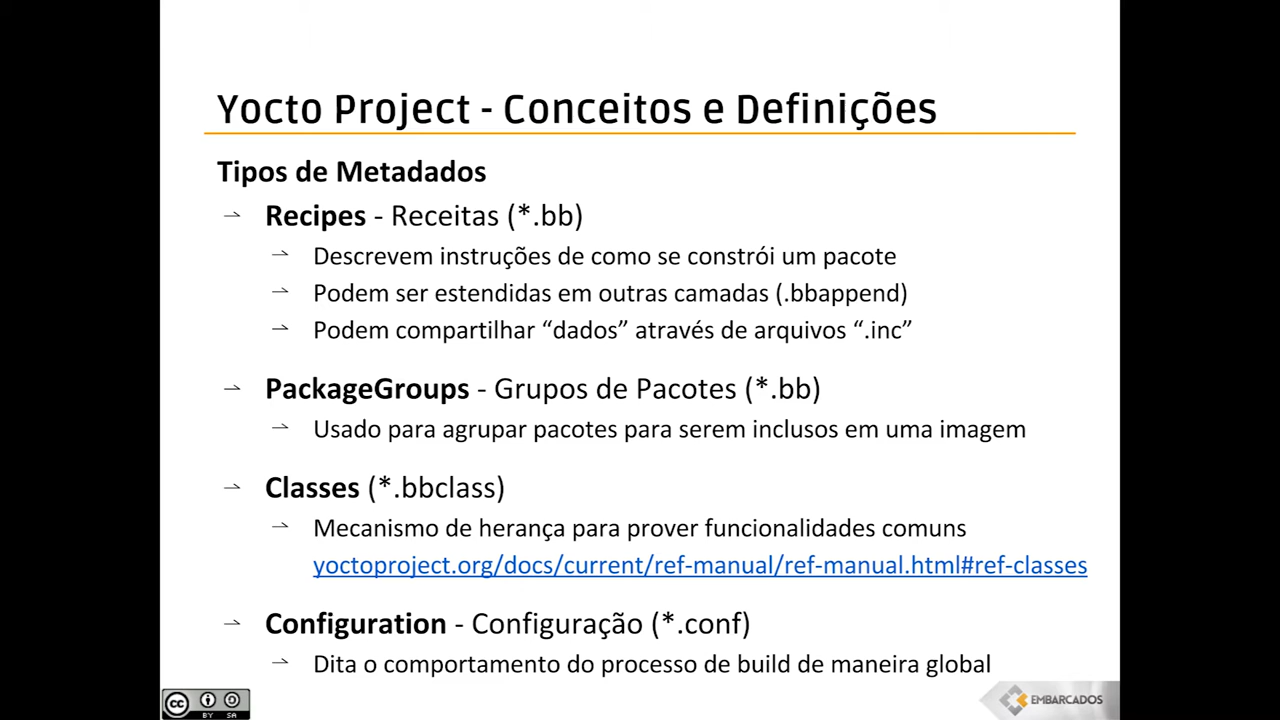 Yocto Project - Conceitos e Definições
Tipos de Metadados
⇀ Recipes - Receitas (*.bb)
⇀ Descrevem instruções de como se constrói um pacote
⇀ Podem ser estendidas em outras camadas (.bbappend)
⇀ Podem compartilhar “dados” através de arquivos “.inc”
⇀ PackageGroups - Grupos de Pacotes (*.bb)
⇀ Usado para agrupar pacotes para serem inclusos em uma imagem
⇀ Classes (*.bbclass)
⇀ Mecanismo de herança para prover funcionalidades comuns
yoctoproject.org/docs/current/ref-manual/ref-manual.html#ref-classes
⇀ Configuration - Configuração (*.conf)
⇀ Dita o comportamento do processo de build de maneira global
cc BY SA
EMBARCADOS